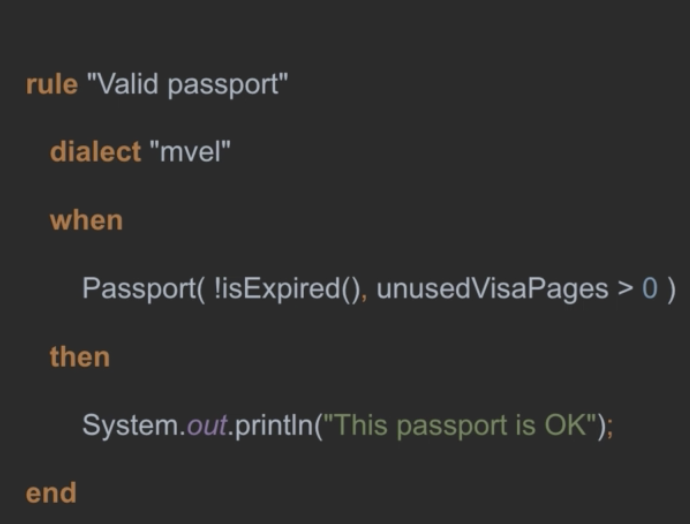 rule "Valid passport"
dialect "mvel"
when
Passport( !isExpired(), unusedVisaPages > 0 )
then
System.out.println("This passport is OK");
end